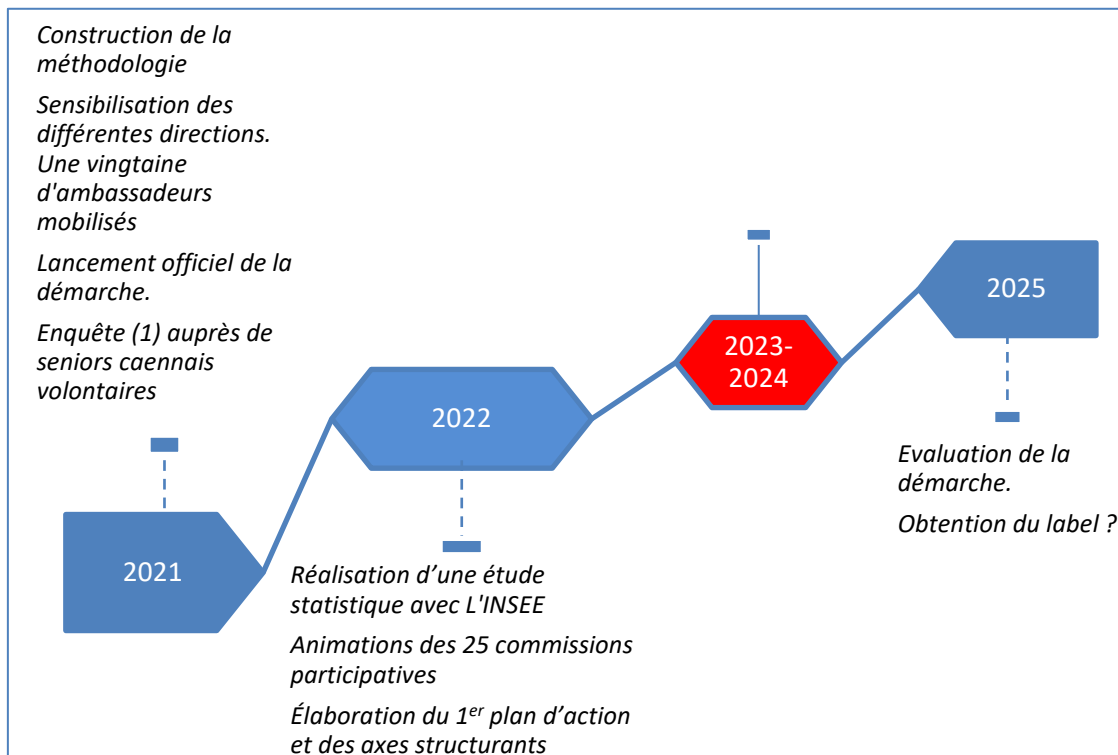 Construction de la
méthodologie
Sensibilisation des
différentes directions.
Une vingtaine
d'ambassadeurs
mobilisés
Lancement officiel de la
démarche.
Enquête (1) auprès de
seniors caennais
volontaires
2021
2022
Réalisation d’une étude
statistique avec L'INSEE
Animations des 25 commissions
participatives
Élaboration du 1er plan d’action
et des axes structurants
2023-
2024
2025
Evaluation de la
démarche.
Obtention du label ?